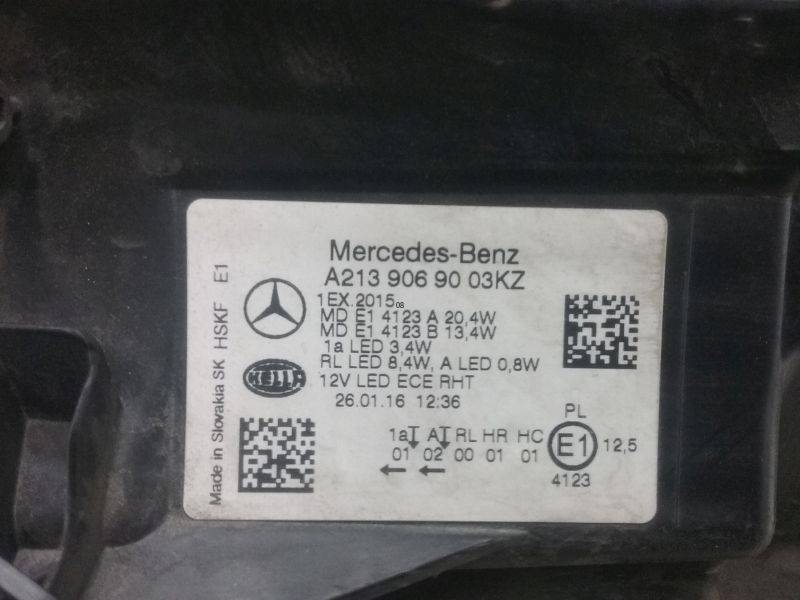 Mercedes-Benz
A213 906 90 03KZ
1EX.2015 08
MD E1 4123 A 20,4W
MD E1 4123 B 13,4W
1a LED 3,4W
RL LED 8,4W, A LED 0,8W
12V LED ECE RHT
26.01.16 12:36
HELLA
Made in Slovakia SK HSKF E1
1a A RL HR HC
01 02 00 01 01
PL
E1 12,5
4123